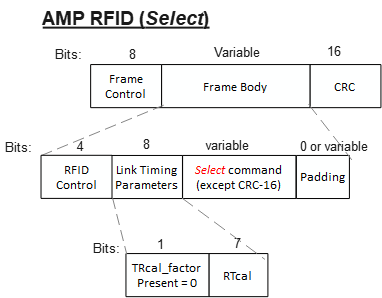 AMP RFID (Select)
Bits: 8 Variable 16
Frame Control Frame Body CRC
Bits: 4 8 variable 0 or variable
RFID Control Link Timing Parameters Select command (except CRC-16) Padding
Bits: 1 7
TRcal_factor Present = 0 RTcal